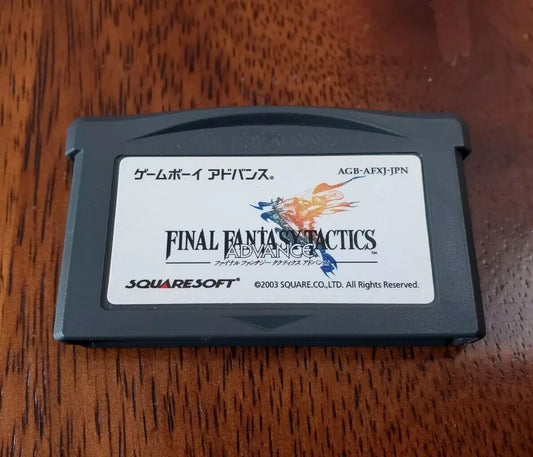 ゲームボーイ アドバンス®
AGB-AFXJ-JPN
FINAL FANTASY TACTICS
ADVANCE™
ファイナルファンタジー タクティクス アドバンス
SQUARESOFT®
©2003 SQUARE.CO.,LTD. All Rights Reserved.